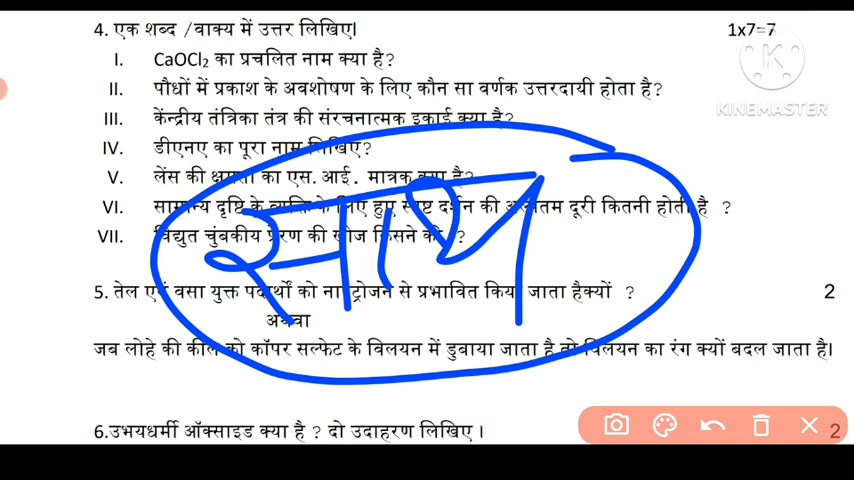 4. एक शब्द /वाक्य में उत्तर लिखिए। 1x7=7
I. CaOCl₂ का प्रचलित नाम क्या है?
II. पौधों में प्रकाश के अवशोषण के लिए कौन सा वर्णक उत्तरदायी होता है?
III. केंद्रीय तंत्रिका तंत्र की संरचनात्मक इकाई क्या है?
IV. डीएनए का पूरा नाम लिखिए?
V. लेंस की क्षमता का एस. आई. मात्रक क्या है?
VI. सामान्य दृष्टि के व्यक्ति के लिए हुए स्पष्ट दर्शन की अल्पतम दूरी कितनी होती है ?
VII. विद्युत चुंबकीय प्रेरण की खोज किसने की ?
5. तेल एवं वसा युक्त पदार्थों को नाइट्रोजन से प्रभावित किया जाता हैक्यों ? 2
अथवा
जब लोहे की कील को कॉपर सल्फेट के विलयन में डुबाया जाता है तो विलयन का रंग क्यों बदल जाता है।
6.उभयधर्मी ऑक्साइड क्या है ? दो उदाहरण लिखिए । 2
K
KINEMASTER